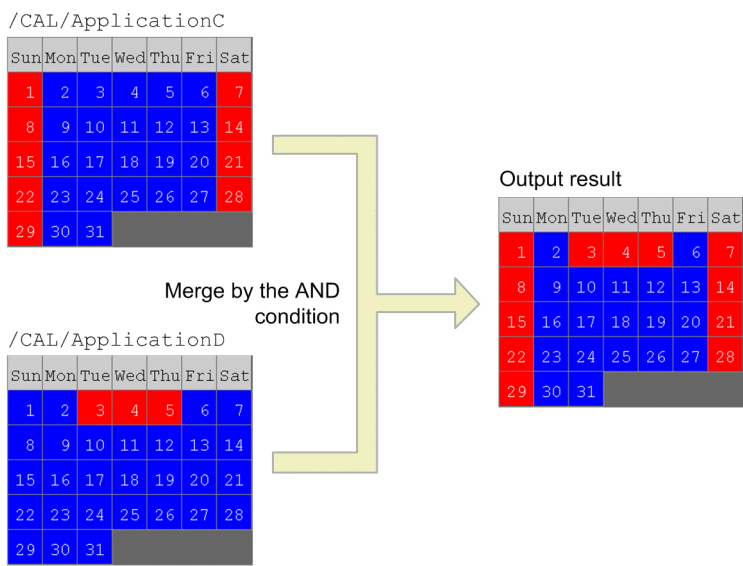 /CAL/ApplicationC
Sun Mon Tue Wed Thu Fri Sat
1 2 3 4 5 6 7
8 9 10 11 12 13 14
15 16 17 18 19 20 21
22 23 24 25 26 27 28
29 30 31
Merge by the AND
condition
/CAL/ApplicationD
Sun Mon Tue Wed Thu Fri Sat
1 2 3 4 5 6 7
8 9 10 11 12 13 14
15 16 17 18 19 20 21
22 23 24 25 26 27 28
29 30 31
Output result
Sun Mon Tue Wed Thu Fri Sat
1 2 3 4 5 6 7
8 9 10 11 12 13 14
15 16 17 18 19 20 21
22 23 24 25 26 27 28
29 30 31